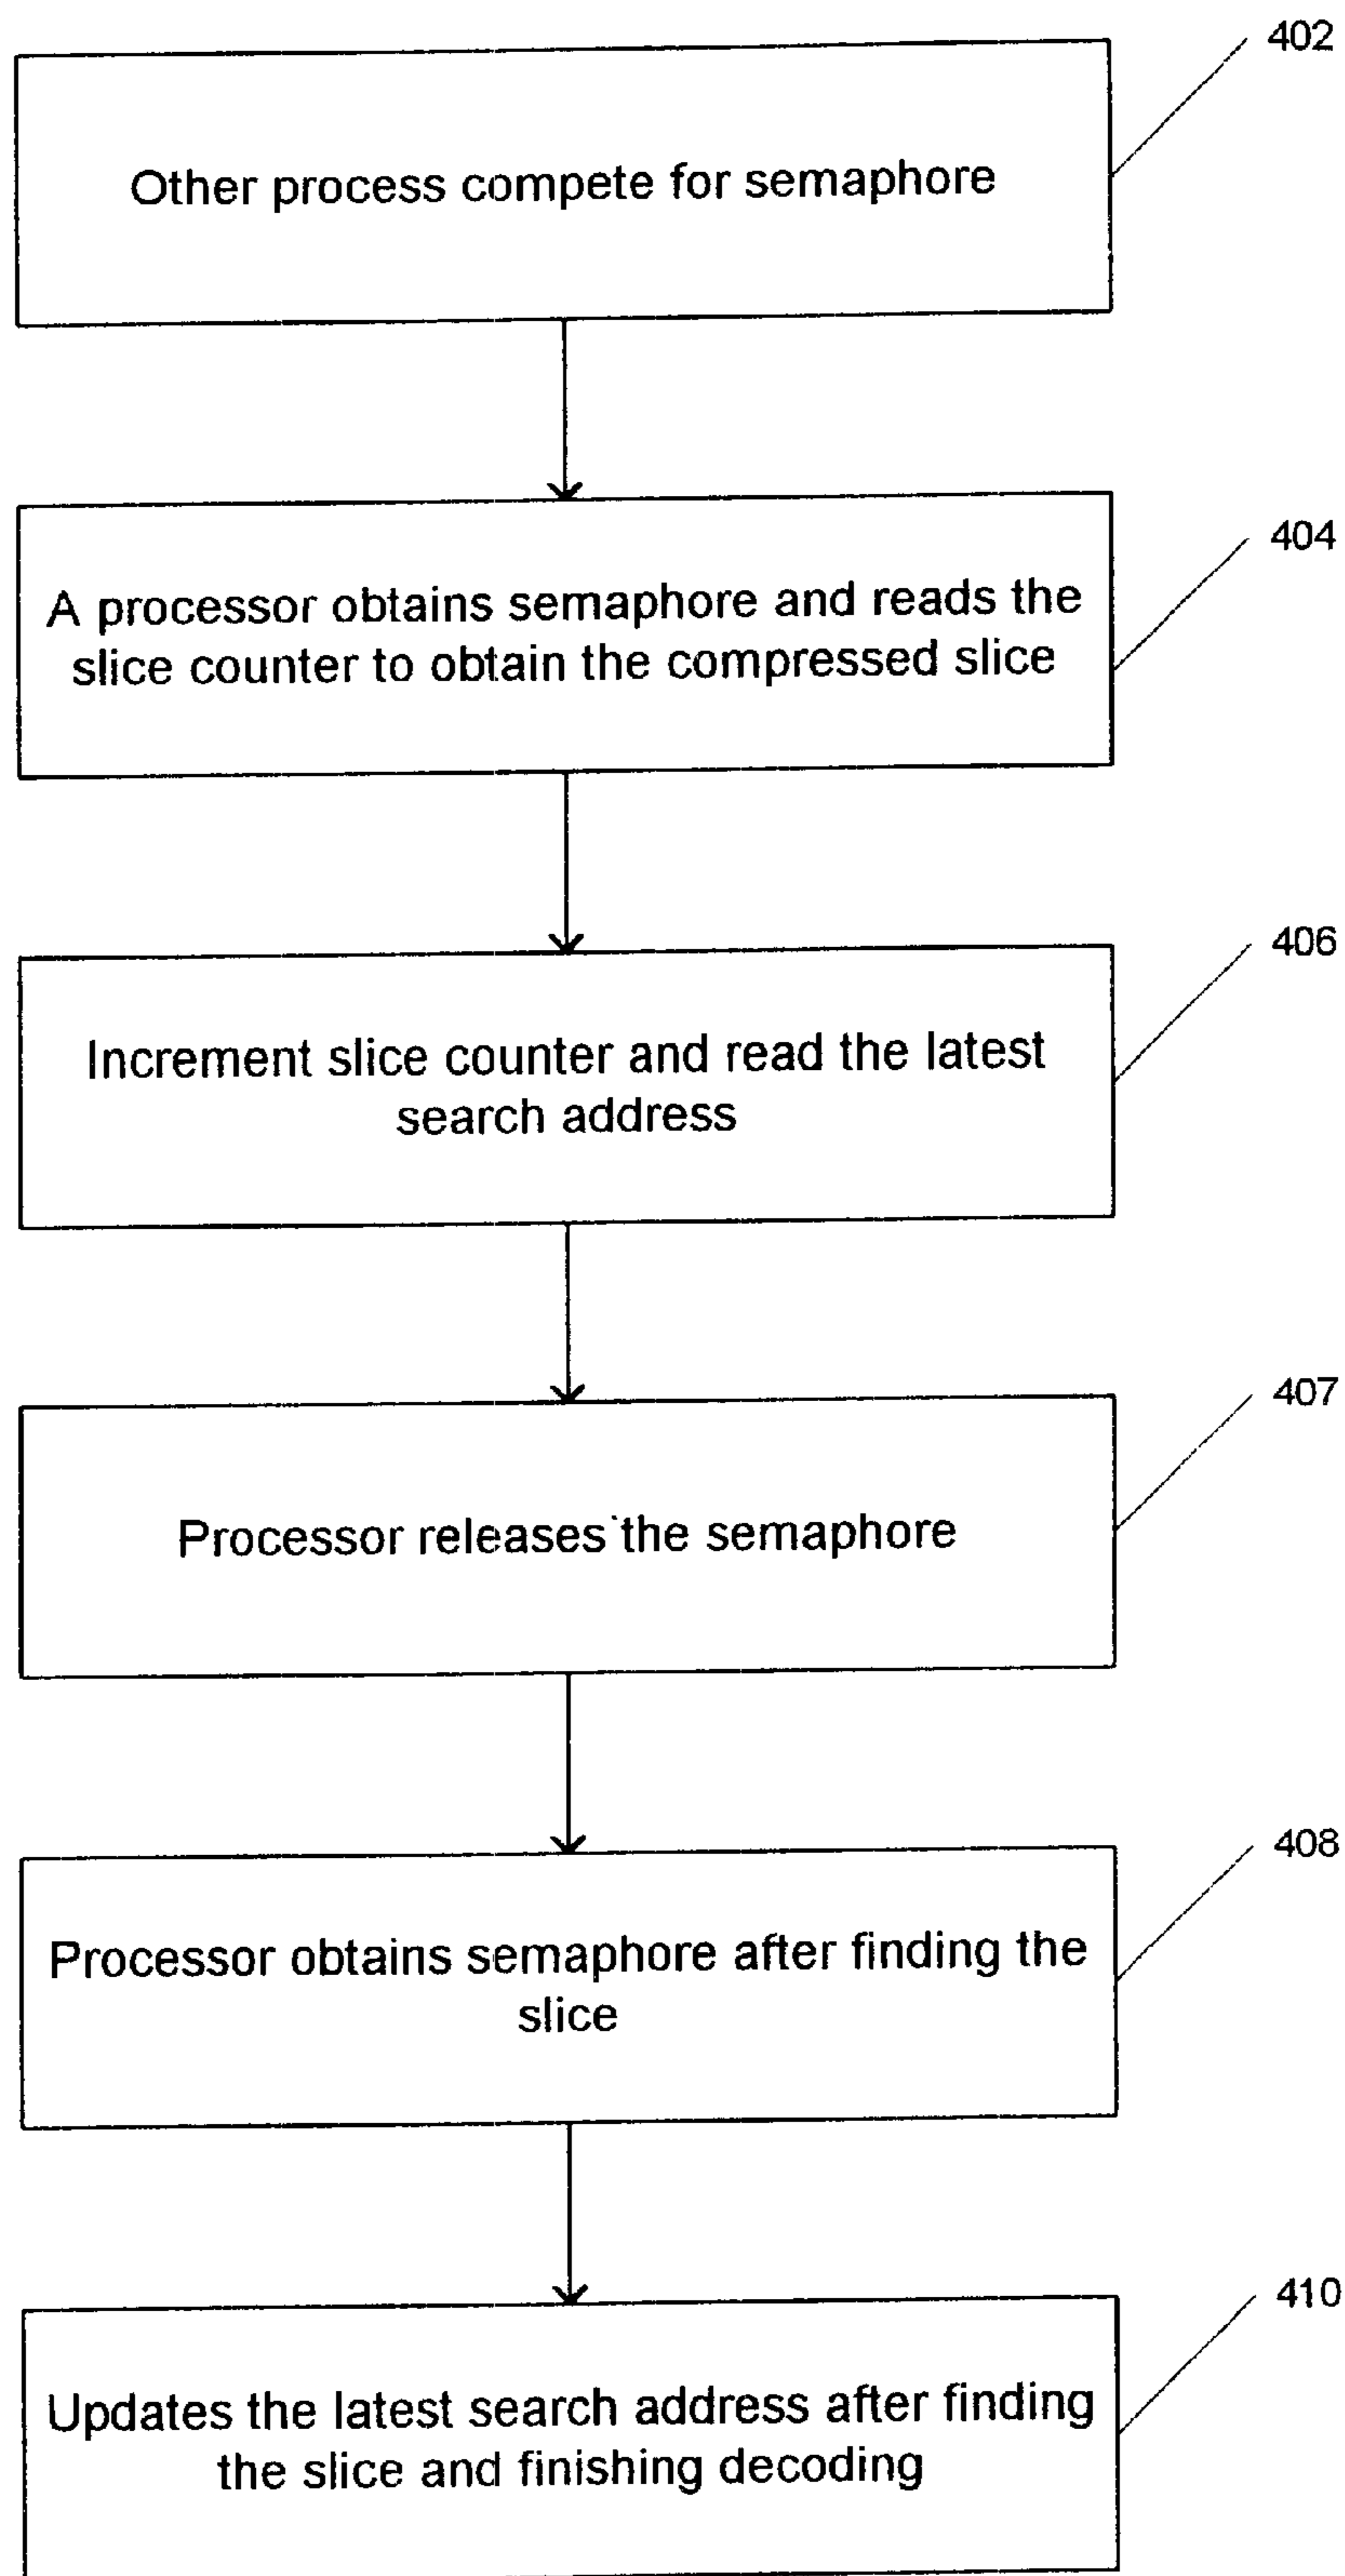 402
Other process compete for semaphore
404
A processor obtains semaphore and reads the
slice counter to obtain the compressed slice
406
Increment slice counter and read the latest
search address
407
Processor releases the semaphore
408
Processor obtains semaphore after finding the
slice
410
Updates the latest search address after finding
the slice and finishing decoding